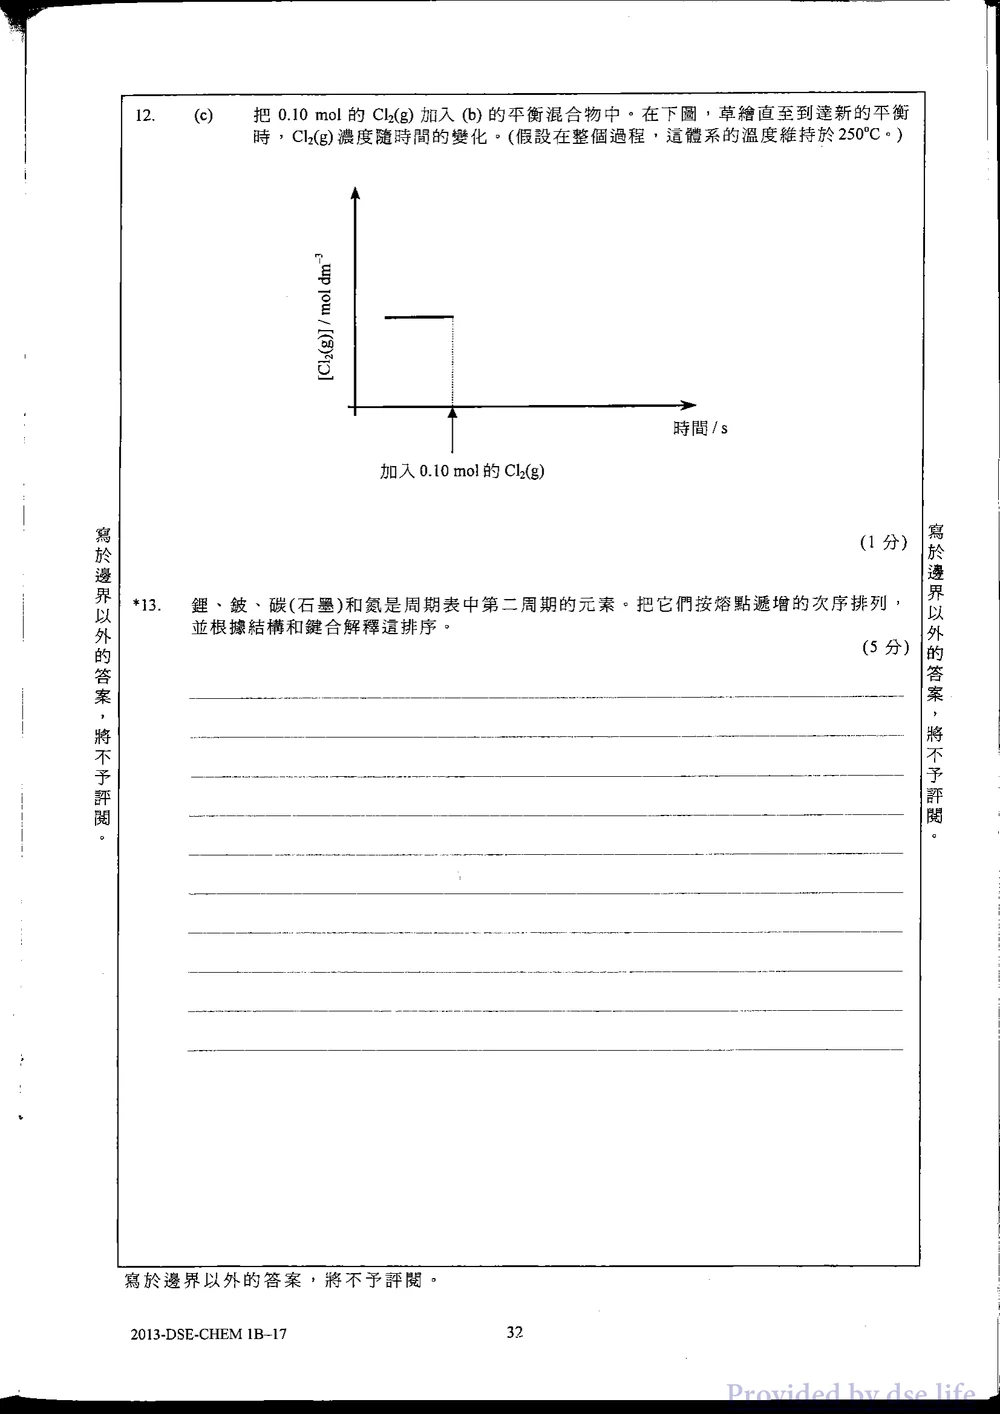 12. (c) 把 0.10 mol 的 Cl₂(g) 加入 (b) 的平衡混合物中。在下圖，草繪直至到達新的平衡
時，Cl₂(g) 濃度隨時間的變化。(假設在整個過程，這體系的溫度維持於 250°C。)
[Cl₂(g)] / mol dm⁻³
時間 / s
加入 0.10 mol 的 Cl₂(g)
(1 分)
*13. 鋰、鈹、碳(石墨)和氮是周期表中第二周期的元素。把它們按熔點遞增的次序排列，
並根據結構和鍵合解釋這排序。
(5 分)
寫於邊界以外的答案，將不予評閱。
寫於邊界以外的答案，將不予評閱。
寫於邊界以外的答案，將不予評閱。
2013-DSE-CHEM 1B–17
32
Provided by dse.life